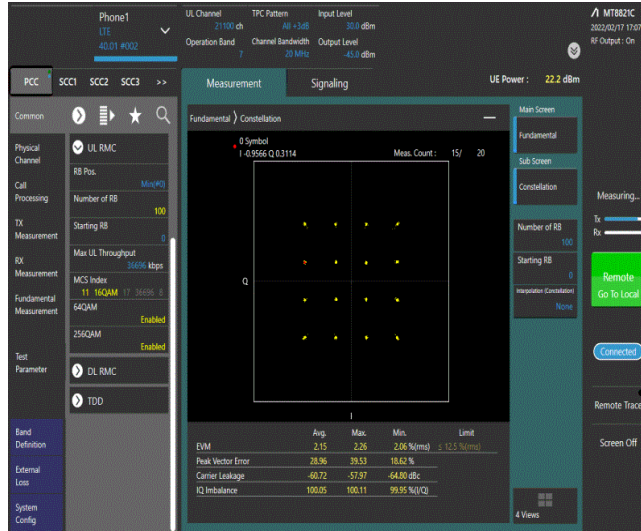 Phone1
LTE
40.01 #002
UL Channel
21100 ch
TPC Pattern
All +3dB
Input Level
30.0 dBm
Operation Band
7
Channel Bandwidth
20 MHz
Output Level
-45.0 dBm
MT8821C
2022/02/17 17:07
RF Output : On
PCC
SCC1
SCC2
SCC3
>>
Measurement
Signaling
UE Power : 22.2 dBm
Common
Physical
Channel
Call
Processing
TX
Measurement
RX
Measurement
Fundamental
Measurement
Test
Parameter
Band
Definition
External
Loss
System
Config
UL RMC
RB Pos.
Min(#0)
Number of RB
100
Starting RB
0
Max UL Throughput
36696 kbps
MCS Index
11 16QAM 17 36696 8
64QAM
Enabled
256QAM
Enabled
DL RMC
TDD
Fundamental 〉 Constellation
0 Symbol
I -0.9566 Q 0.3114
Meas. Count : 15/ 20
Q
I
Avg. Max. Min. Limit
EVM 2.15 2.26 2.06 %(rms) ≤ 12.5 %(rms)
Peak Vector Error 28.96 39.53 18.62 %
Carrier Leakage -60.72 -57.97 -64.80 dBc
IQ Imbalance 100.05 100.11 99.95 %(I/Q)
Main Screen
Fundamental
Sub Screen
Constellation
Number of RB
100
Starting RB
0
Interpolation (Constellation)
None
4 Views
Measuring...
Tx
Rx
Remote
Go To Local
Connected
Remote Trace
Screen Off